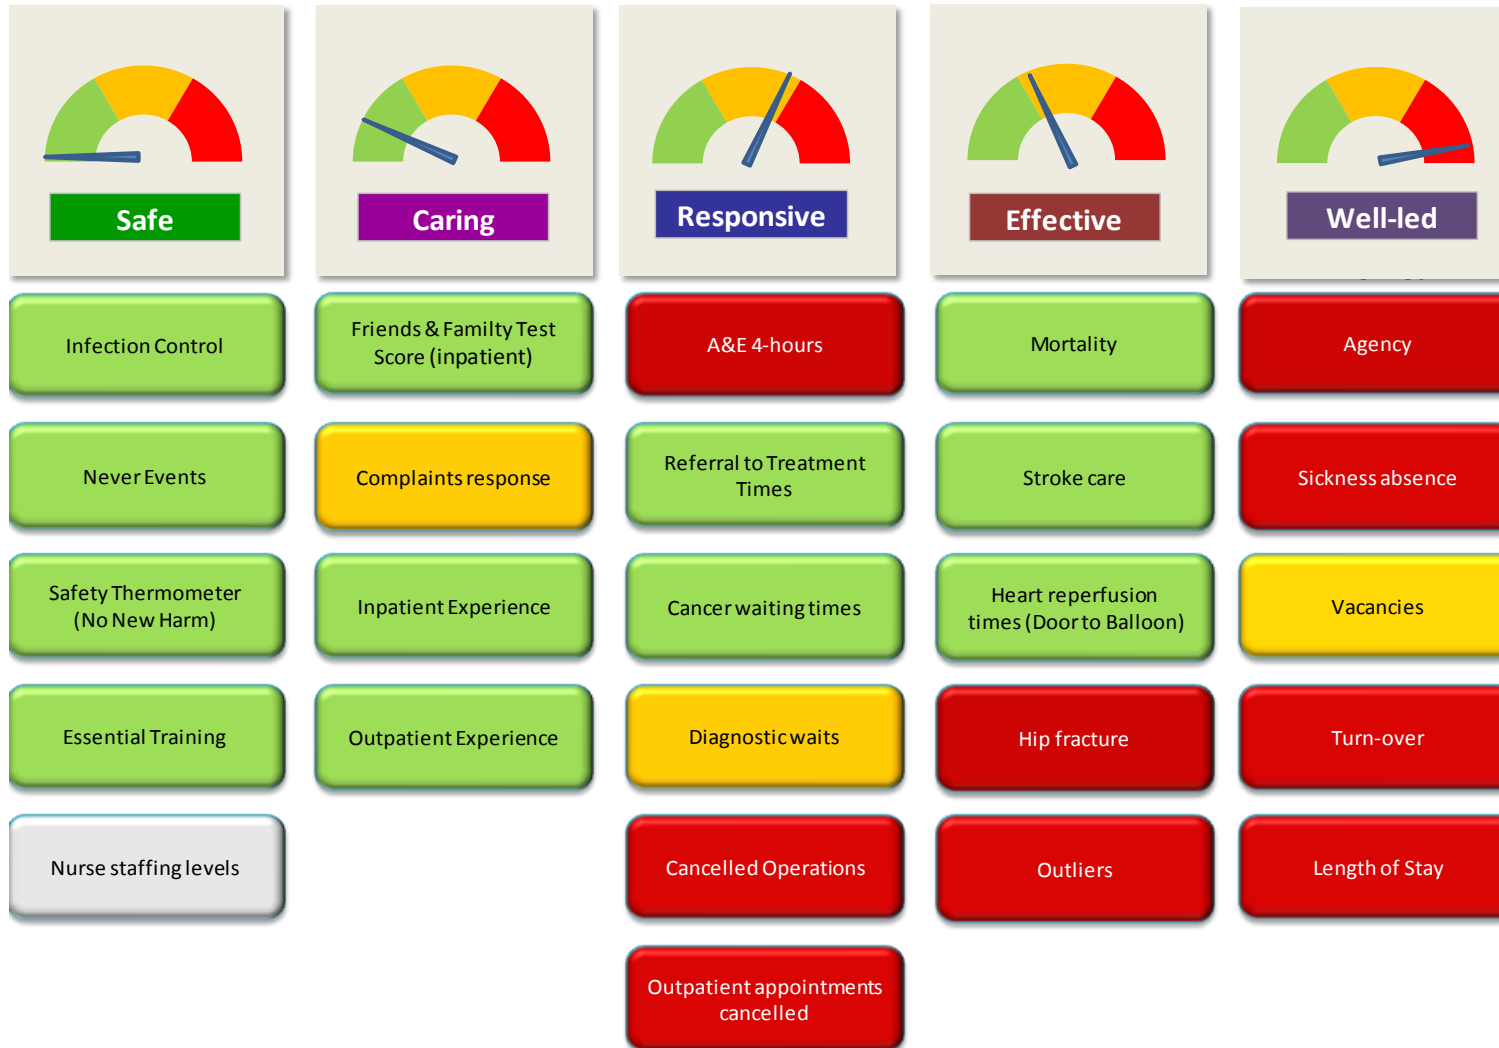 Safe
Caring
Responsive
Effective
Well-led
Infection Control
Friends & Familty Test
Score (inpatient)
A&E 4-hours
Mortality
Agency
Never Events
Complaints response
Referral to Treatment
Times
Stroke care
Sickness absence
Safety Thermometer
(No New Harm)
Inpatient Experience
Cancer waiting times
Heart reperfusion
times (Door to Balloon)
Vacancies
Essential Training
Outpatient Experience
Diagnostic waits
Hip fracture
Turn-over
Nurse staffing levels
Cancelled Operations
Outliers
Length of Stay
Outpatient appointments
cancelled